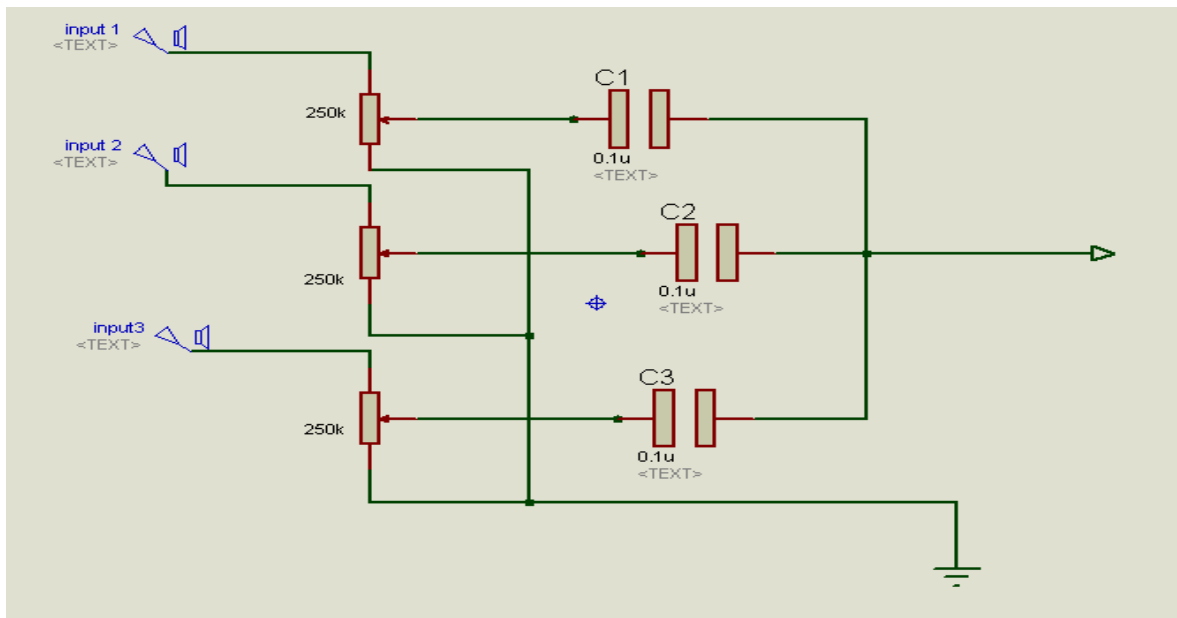 input 1
<TEXT>
C1
250k
0.1u
<TEXT>
input 2
<TEXT>
C2
250k
0.1u
<TEXT>
input3
<TEXT>
C3
250k
0.1u
<TEXT>